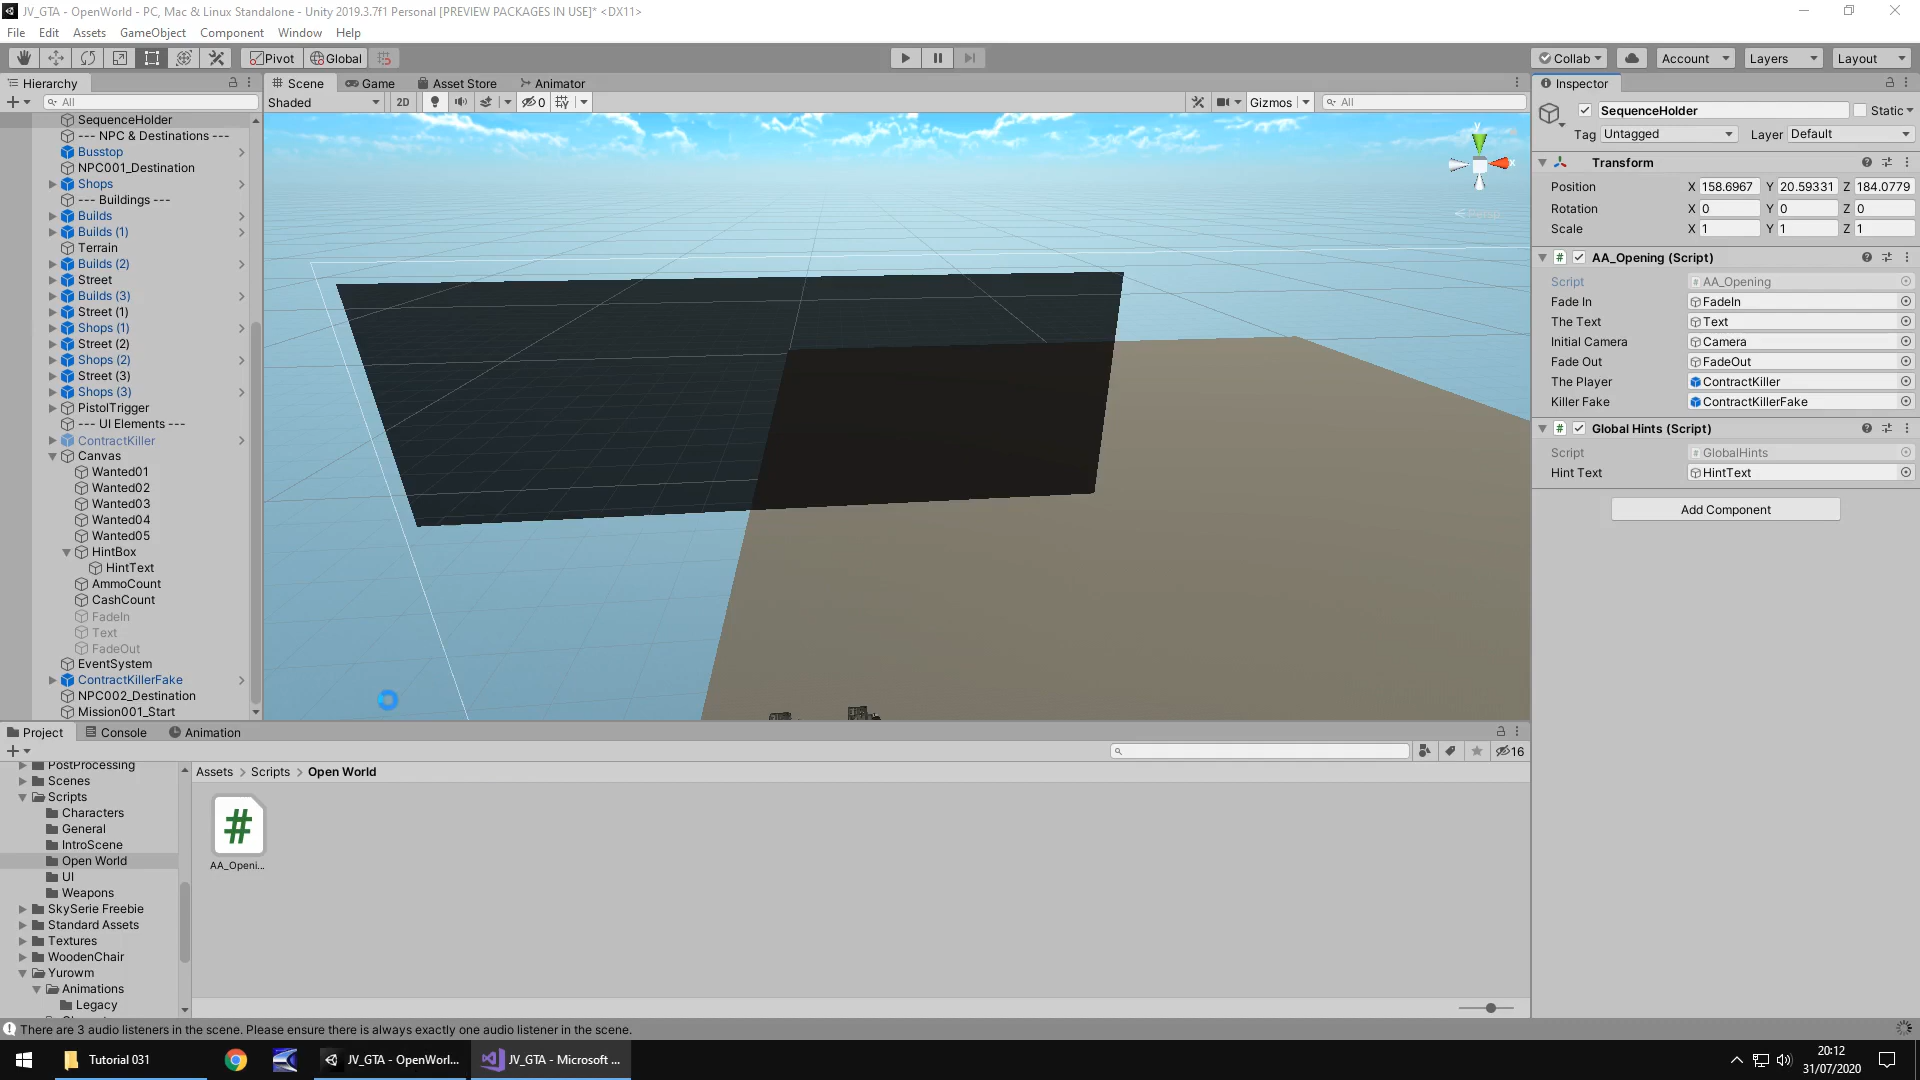 JV_GTA - OpenWorld - PC, Mac & Linux Standalone - Unity 2019.3.7f1 Personal [PREVIEW PACKAGES IN USE]* <DX11>
File Edit Assets GameObject Component Window Help
Pivot Global Collab Account Layers Layout
Hierarchy
All
SequenceHolder
--- NPC & Destinations ---
Busstop
NPC001_Destination
Shops
--- Buildings ---
Builds
Builds (1)
Terrain
Builds (2)
Street
Builds (3)
Street (1)
Shops (1)
Street (2)
Shops (2)
Street (3)
Shops (3)
PistolTrigger
--- UI Elements ---
ContractKiller
Canvas
Wanted01
Wanted02
Wanted03
Wanted04
Wanted05
HintBox
HintText
AmmoCount
CashCount
FadeIn
Text
FadeOut
EventSystem
ContractKillerFake
NPC002_Destination
Mission001_Start
Scene Game Asset Store Animator
Shaded 2D 0 Gizmos All
y
x
Persp
Inspector
SequenceHolder Static
Tag Untagged Layer Default
Transform
Position X 158.6967 Y 20.59331 Z 184.0779
Rotation X 0 Y 0 Z 0
Scale X 1 Y 1 Z 1
# AA_Opening (Script)
Script # AA_Opening
Fade In FadeIn
The Text Text
Initial Camera Camera
Fade Out FadeOut
The Player ContractKiller
Killer Fake ContractKillerFake
# Global Hints (Script)
Script # GlobalHints
Hint Text HintText
Add Component
Project Console Animation
16
PostProcessing
Scenes
Scripts
Characters
General
IntroScene
Open World
UI
Weapons
SkySerie Freebie
Standard Assets
Textures
WoodenChair
Yurowm
Animations
Legacy
Assets > Scripts > Open World
#
AA_Openi...
There are 3 audio listeners in the scene. Please ensure there is always exactly one audio listener in the scene.
Tutorial 031
JV_GTA - OpenWorl...
JV_GTA - Microsoft ...
20:12
31/07/2020